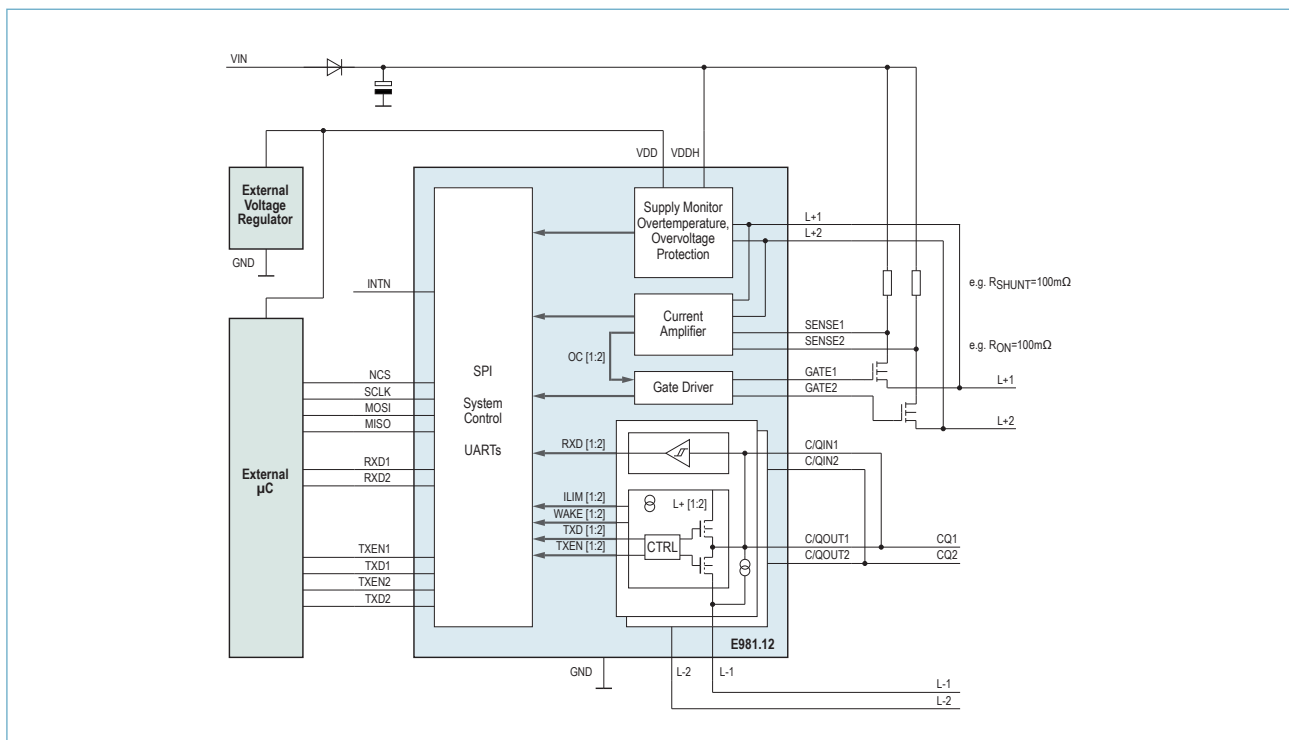 VIN
VDD
VDDH
External
Voltage
Regulator
GND
Supply Monitor
Overtemperature,
Overvoltage
Protection
L+1
L+2
INTN
e.g. RSHUNT=100mΩ
Current
Amplifier
SENSE1
SENSE2
e.g. RON=100mΩ
OC [1:2]
Gate Driver
GATE1
GATE2
L+1
L+2
SPI
System
Control
UARTs
NCS
SCLK
MOSI
MISO
RXD1
RXD2
External
µC
TXEN1
TXD1
TXEN2
TXD2
RXD [1:2]
C/QIN1
C/QIN2
ILIM [1:2]
WAKE [1:2]
TXD [1:2]
TXEN [1:2]
L+ [1:2]
CTRL
C/QOUT1
C/QOUT2
CQ1
CQ2
E981.12
GND
L-2
L-1
L-1
L-2